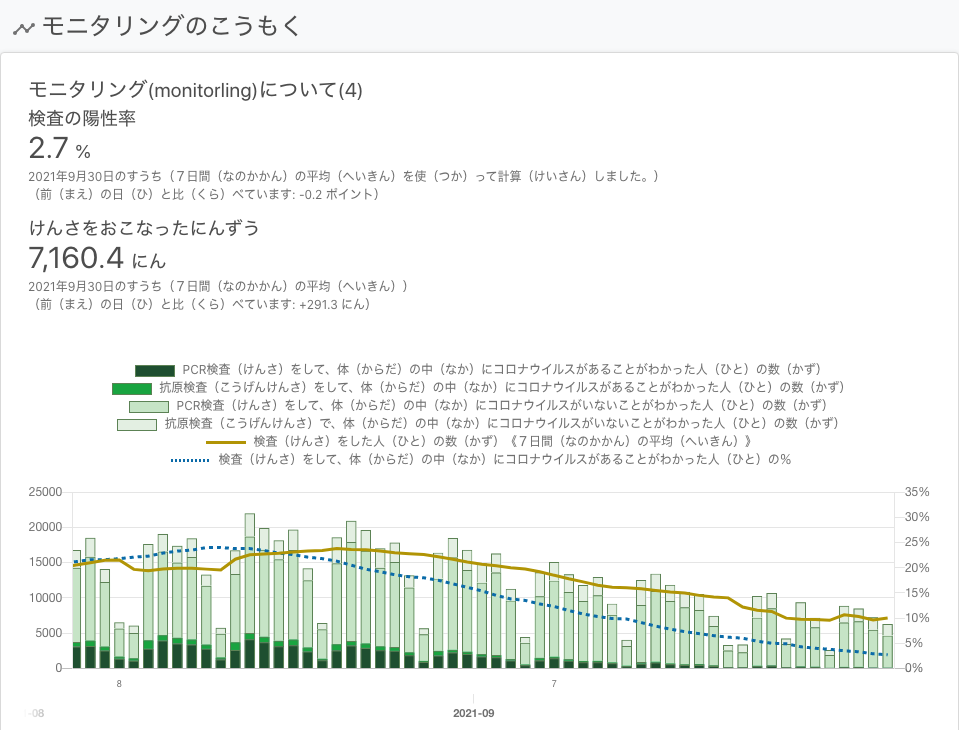 モニタリングのこうもく
モニタリング(monitorling)について(4)
検査の陽性率
2.7 %
2021年9月30日のすうち（７日間（なのかかん）の平均（へいきん）を使（つか）って計算（けいさん）しました。）
（前（まえ）の日（ひ）と比（くら）べています: -0.2 ポイント）
けんさをおこなったにんずう
7,160.4 にん
2021年9月30日のすうち（７日間（なのかかん）の平均（へいきん））
（前（まえ）の日（ひ）と比（くら）べています: +291.3 にん）
PCR検査（けんさ）をして、体（からだ）の中（なか）にコロナウイルスがあることがわかった人（ひと）の数（かず）
抗原検査（こうげんけんさ）をして、体（からだ）の中（なか）にコロナウイルスがあることがわかった人（ひと）の数（かず）
PCR検査（けんさ）をして、体（からだ）の中（なか）にコロナウイルスがいないことがわかった人（ひと）の数（かず）
抗原検査（こうげんけんさ）で、体（からだ）の中（なか）にコロナウイルスがいないことがわかった人（ひと）の数（かず）
検査（けんさ）をした人（ひと）の数（かず）《７日間（なのかかん）の平均（へいきん）》
検査（けんさ）をして、体（からだ）の中（なか）にコロナウイルスがあることがわかった人（ひと）の％
25000 35%
30%
20000
25%
15000 20%
15%
10000
10%
5000
5%
0 0%
8 7
-08 2021-09